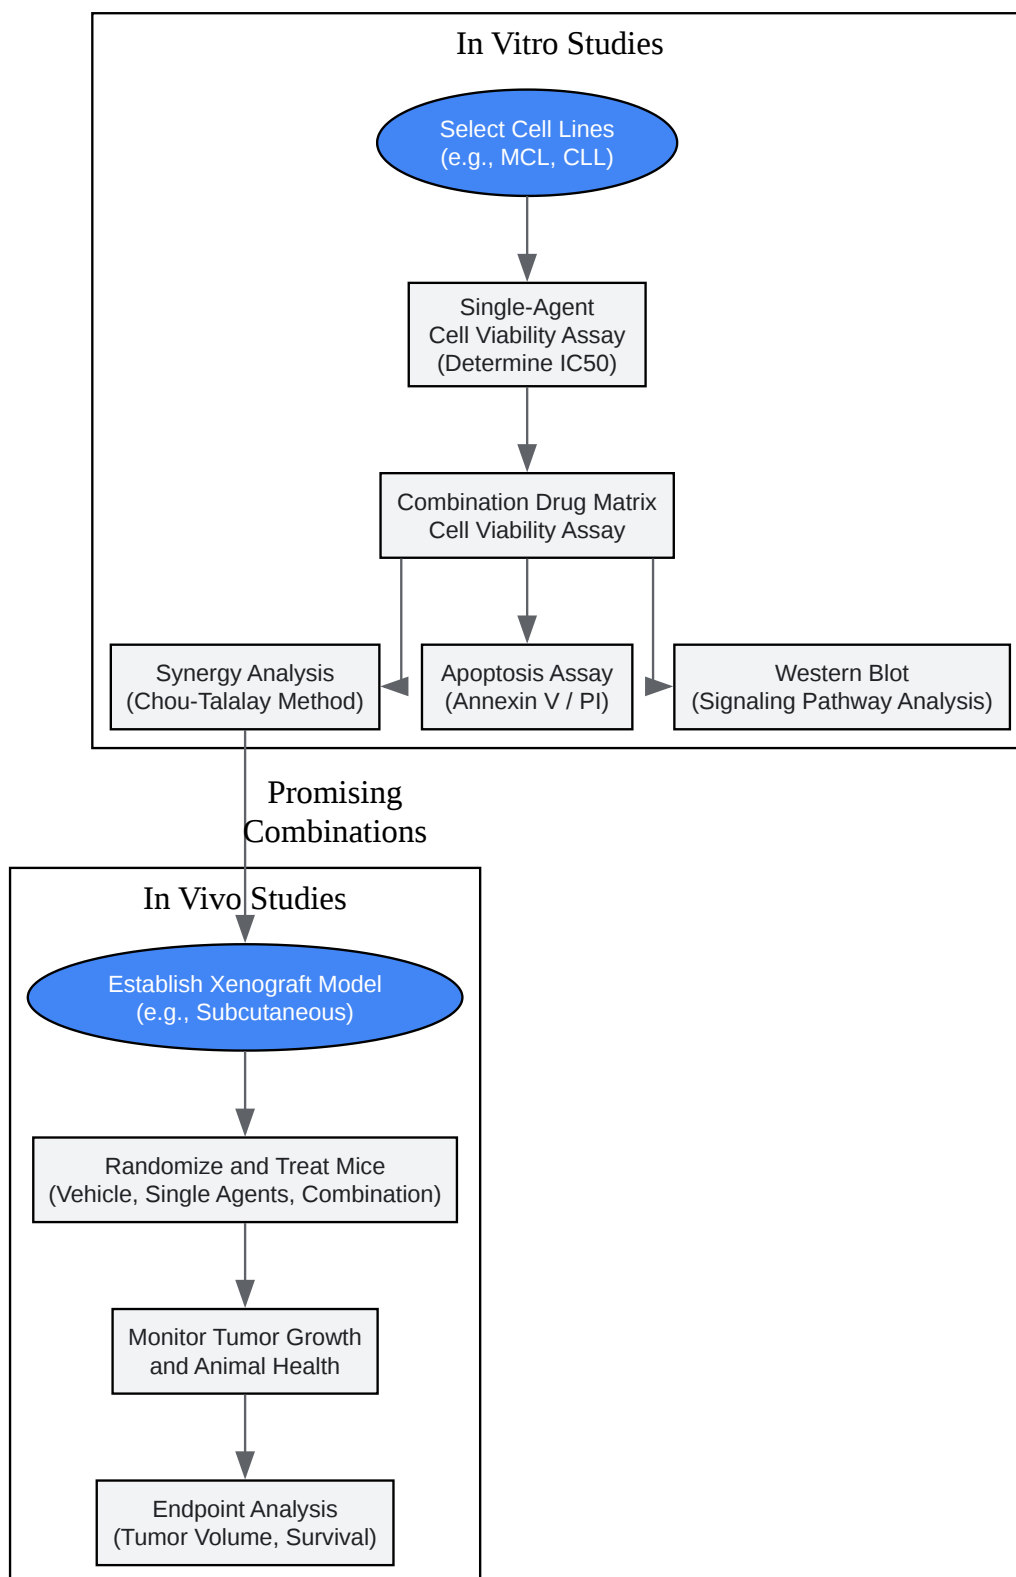 In Vitro Studies
Select Cell Lines
(e.g., MCL, CLL)
Single-Agent
Cell Viability Assay
(Determine IC50)
Combination Drug Matrix
Cell Viability Assay
Synergy Analysis
(Chou-Talalay Method)
Apoptosis Assay
(Annexin V / PI)
Western Blot
(Signaling Pathway Analysis)
Promising
Combinations
In Vivo Studies
Establish Xenograft Model
(e.g., Subcutaneous)
Randomize and Treat Mice
(Vehicle, Single Agents, Combination)
Monitor Tumor Growth
and Animal Health
Endpoint Analysis
(Tumor Volume, Survival)